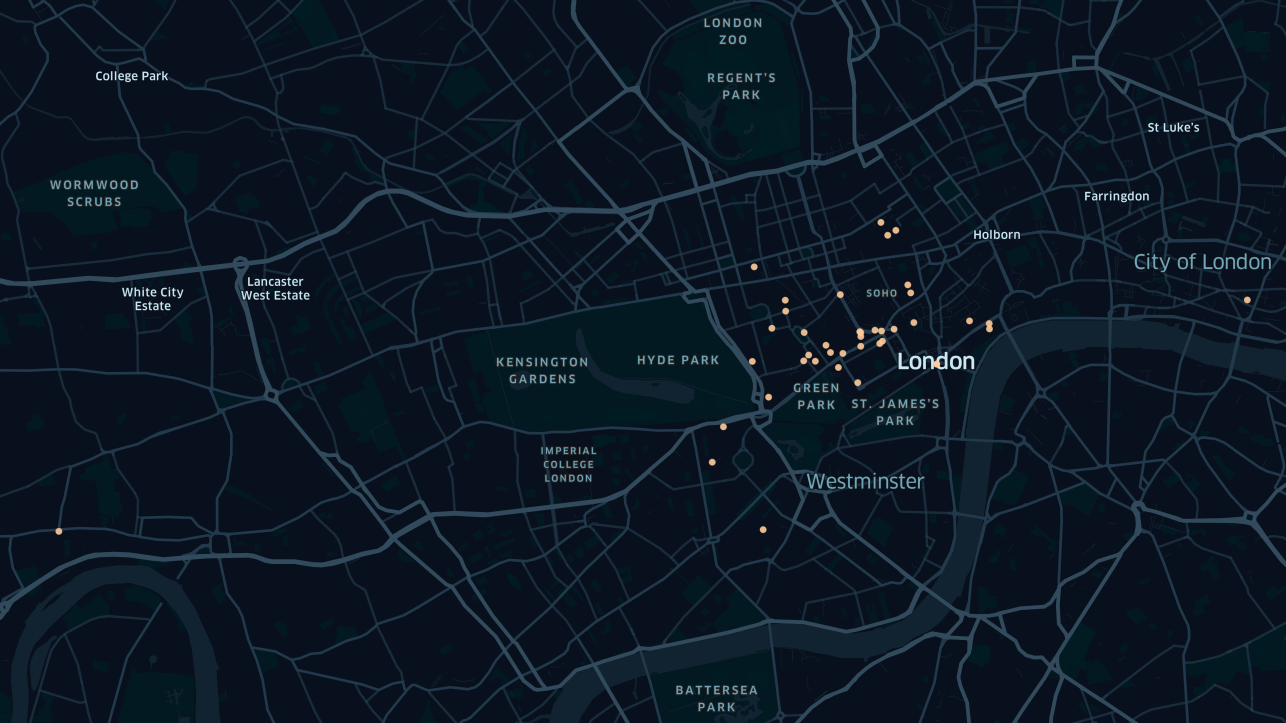 LONDON
ZOO
College Park
REGENT'S
PARK
St Luke's
WORMWOOD
SCRUBS
Farringdon
Holborn
City of London
Lancaster
West Estate
White City
Estate
SOHO
KENSINGTON
GARDENS
HYDE PARK
London
GREEN
PARK
ST. JAMES'S
PARK
IMPERIAL
COLLEGE
LONDON
Westminster
BATTERSEA
PARK